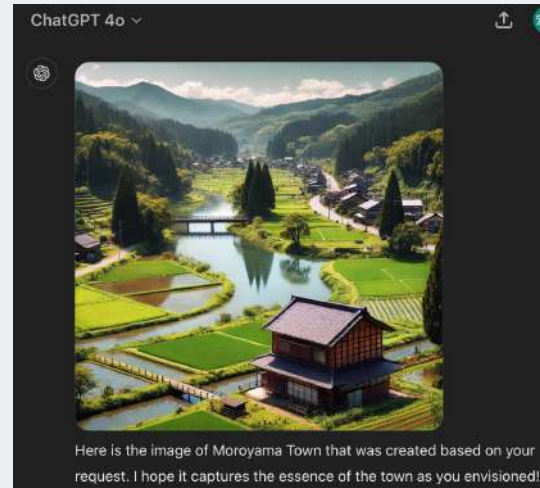 ChatGPT 4o
Here is the image of Moroyama Town that was created based on your
request. I hope it captures the essence of the town as you envisioned!